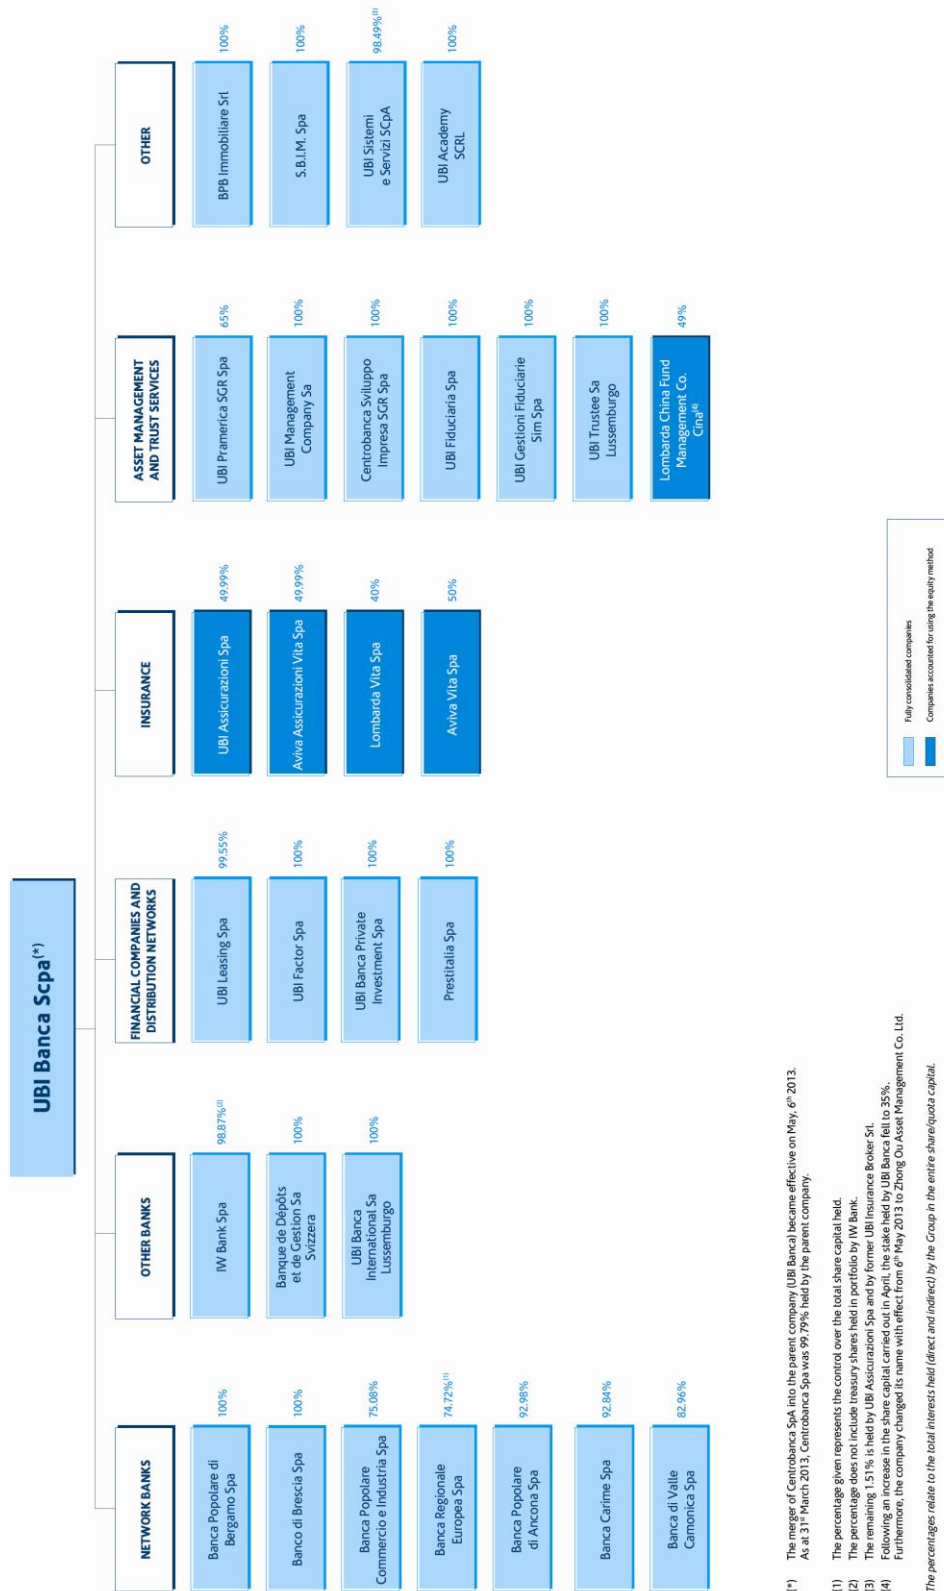 UBI Banca Scpa(*)
NETWORK BANKS
Banca Popolare di
Bergamo Spa
100%
Banco di Brescia Spa
100%
Banca Popolare
Commercio e Industria Spa
75.08%
Banca Regionale
Europea Spa
74.72%(1)
Banca Popolare
di Ancona Spa
92.98%
Banca Carime Spa
92.84%
Banca di Valle
Camonica Spa
82.96%
OTHER BANKS
IW Bank Spa
98.87%(2)
Banque de Dépôts
et de Gestion Sa
Svizzera
100%
UBI Banca
International Sa
Lussemburgo
100%
FINANCIAL COMPANIES AND
DISTRIBUTION NETWORKS
UBI Leasing Spa
99.55%
UBI Factor Spa
100%
UBI Banca Private
Investment Spa
100%
Prestitalia Spa
100%
INSURANCE
UBI Assicurazioni Spa
49.99%
Aviva Assicurazioni Vita Spa
49.99%
Lombarda Vita Spa
40%
Aviva Vita Spa
50%
ASSET MANAGEMENT
AND TRUST SERVICES
UBI Pramerica SGR Spa
65%
UBI Management
Company Sa
100%
Centrobanca Sviluppo
Impresa SGR Spa
100%
UBI Fiduciaria Spa
100%
UBI Gestioni Fiduciarie
Sim Spa
100%
UBI Trustee Sa
Lussemburgo
100%
Lombarda China Fund
Management Co.
Cina(4)
49%
OTHER
BPB Immobiliare Srl
100%
S.B.I.M. Spa
100%
UBI Sistemi
e Servizi SCpA
98.49%(3)
UBI Academy
SCRL
100%
Fully consolidated companies
Companies accounted for using the equity method
(*) The merger of Centrobanca SpA into the parent company (UBI Banca) became effective on May, 6th 2013.
As at 31st March 2013, Centrobanca Spa was 99.79% held by the parent company.
(1) The percentage given represents the control over the total share capital held.
(2) The percentage does not include treasury shares held in portfolio by IW Bank.
(3) The remaining 1.51% is held by UBI Assicurazioni Spa and by former UBI Insurance Broker Srl.
(4) Following an increase in the share capital carried out in April, the stake held by UBI Banca fell to 35%.
Furthermore, the company changed its name with effect from 6th May 2013 to Zhong Ou Asset Management Co. Ltd.
The percentages relate to the total interests held (direct and indirect) by the Group in the entire share/quota capital.